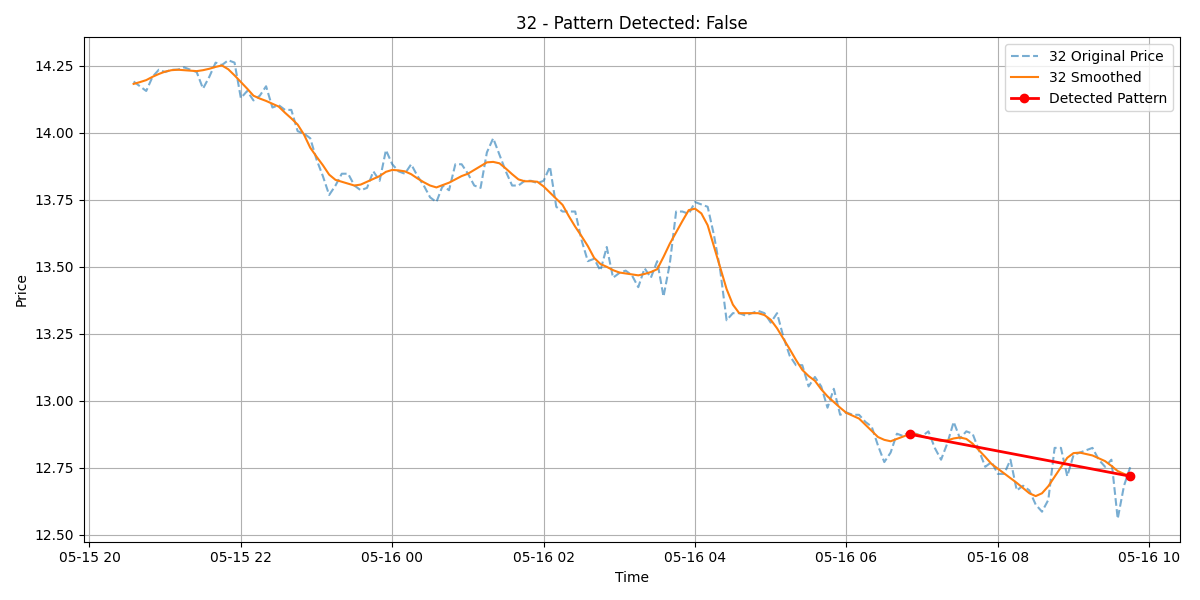 32 - Pattern Detected: False
32 Original Price
32 Smoothed
Detected Pattern
Price
14.25
14.00
13.75
13.50
13.25
13.00
12.75
12.50
05-15 20
05-15 22
05-16 00
05-16 02
05-16 04
05-16 06
05-16 08
05-16 10
Time